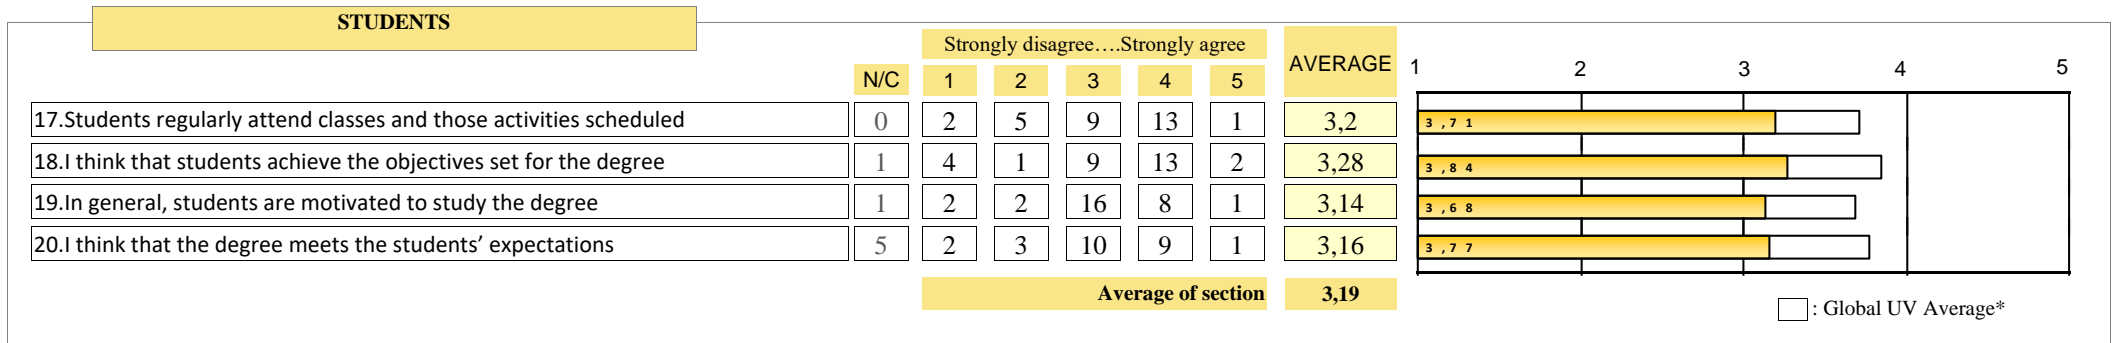 STUDENTS
Strongly disagree….Strongly agree
AVERAGE
N/C 1 2 3 4 5
1 2 3 4 5
17.Students regularly attend classes and those activities scheduled 0 2 5 9 13 1 3,2 3,71
18.I think that students achieve the objectives set for the degree 1 4 1 9 13 2 3,28 3,84
19.In general, students are motivated to study the degree 1 2 2 16 8 1 3,14 3,68
20.I think that the degree meets the students’ expectations 5 2 3 10 9 1 3,16 3,77
Average of section 3,19
: Global UV Average*